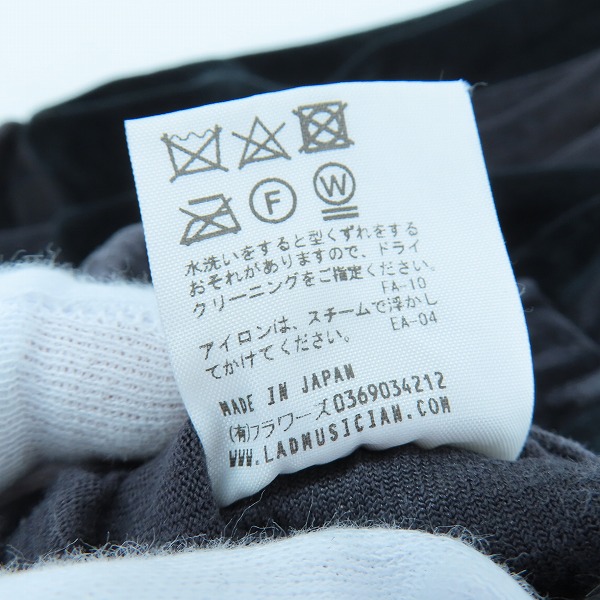 F W
水洗いをすると型くずれをする
おそれがありますので、ドライ
クリーニングをご指定ください。
FA-10
アイロンは、スチームで浮かし
てかけてください。 EA-04
MADE IN JAPAN
(有)フラワーズ0369034212
WWW.LADMUSICIAN.COM